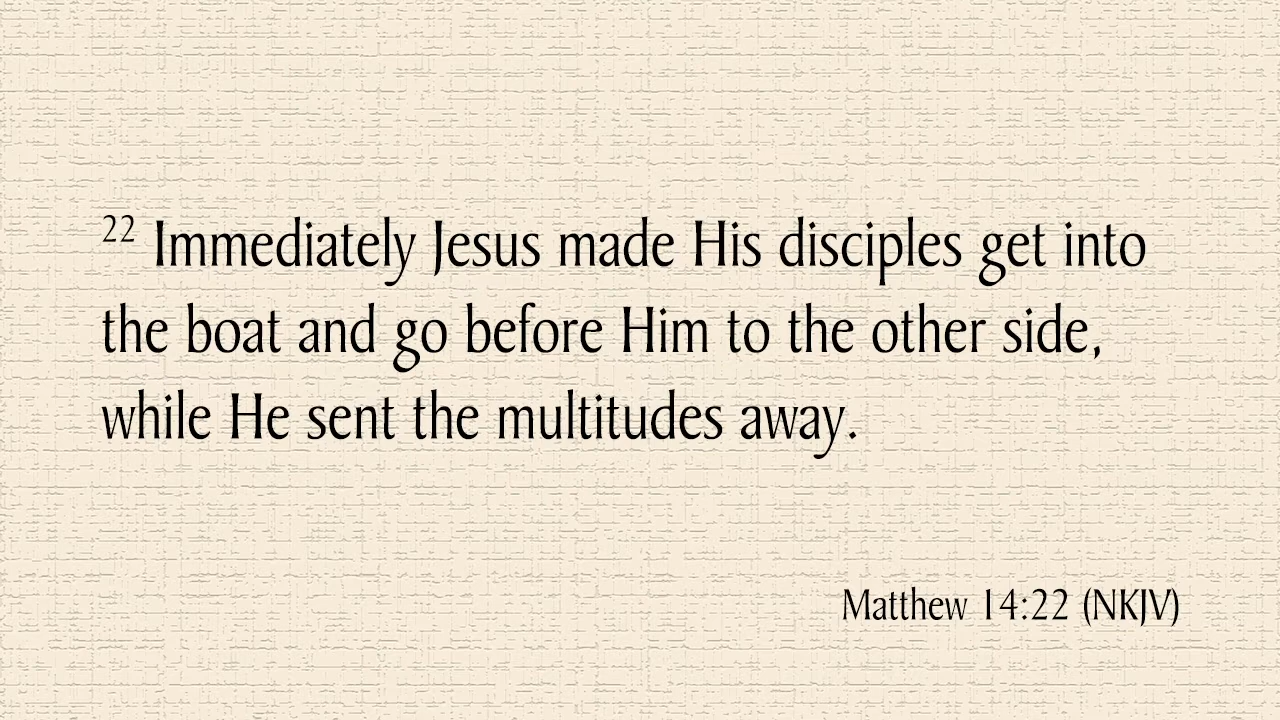 22 Immediately Jesus made His disciples get into
the boat and go before Him to the other side,
while He sent the multitudes away.
Matthew 14:22 (NKJV)